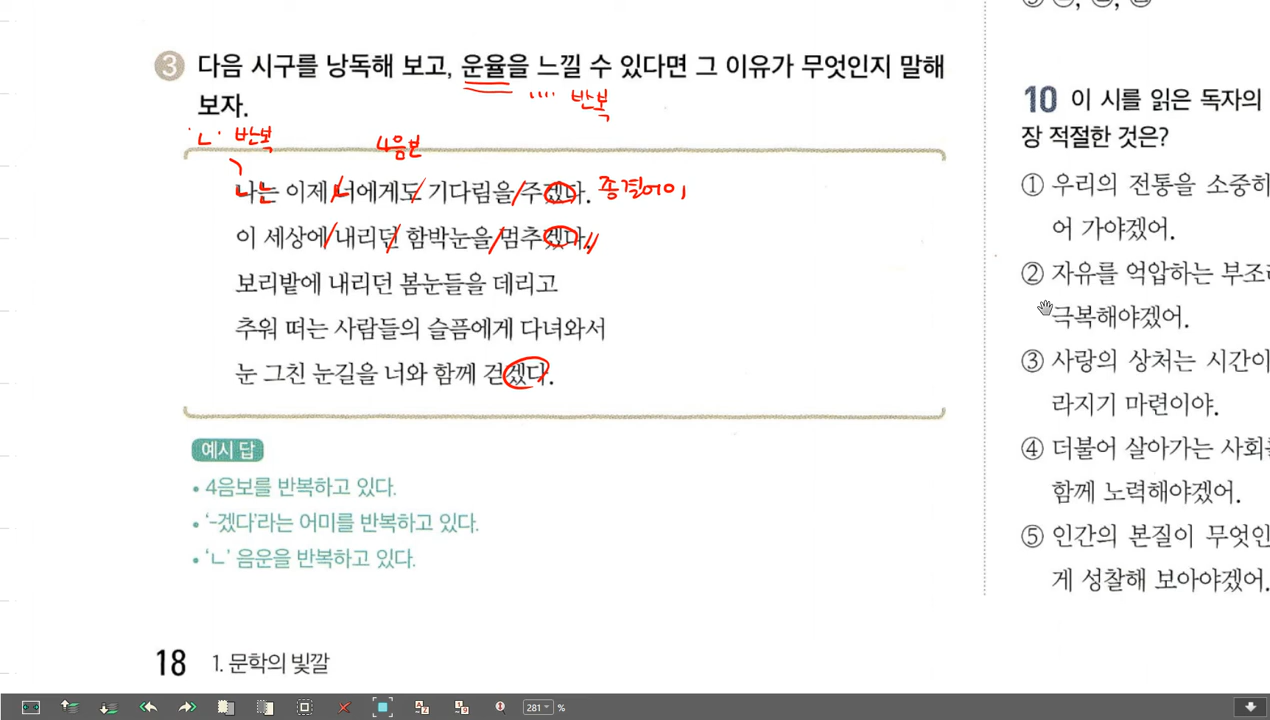 3 다음 시구를 낭독해 보고, 운율을 느낄 수 있다면 그 이유가 무엇인지 말해
보자.
'''' 반복
'ㄴ' 반복
4음보
나는 이제 너에게도 기다림을 주겠다. 종결어미
이 세상에 내리던 함박눈을 멈추겠다.
보리밭에 내리던 봄눈들을 데리고
추워 떠는 사람들의 슬픔에게 다녀와서
눈 그친 눈길을 너와 함께 걷겠다.
예시 답
• 4음보를 반복하고 있다.
• '-겠다'라는 어미를 반복하고 있다.
• 'ㄴ' 음운을 반복하고 있다.
18 1. 문학의 빛깔
10 이 시를 읽은 독자의
장 적절한 것은?
① 우리의 전통을 소중히
어 가야겠어.
② 자유를 억압하는 부조리
극복해야겠어.
③ 사랑의 상처는 시간이
라지기 마련이야.
④ 더불어 살아가는 사회를
함께 노력해야겠어.
⑤ 인간의 본질이 무엇인
게 성찰해 보아야겠어.
281 %